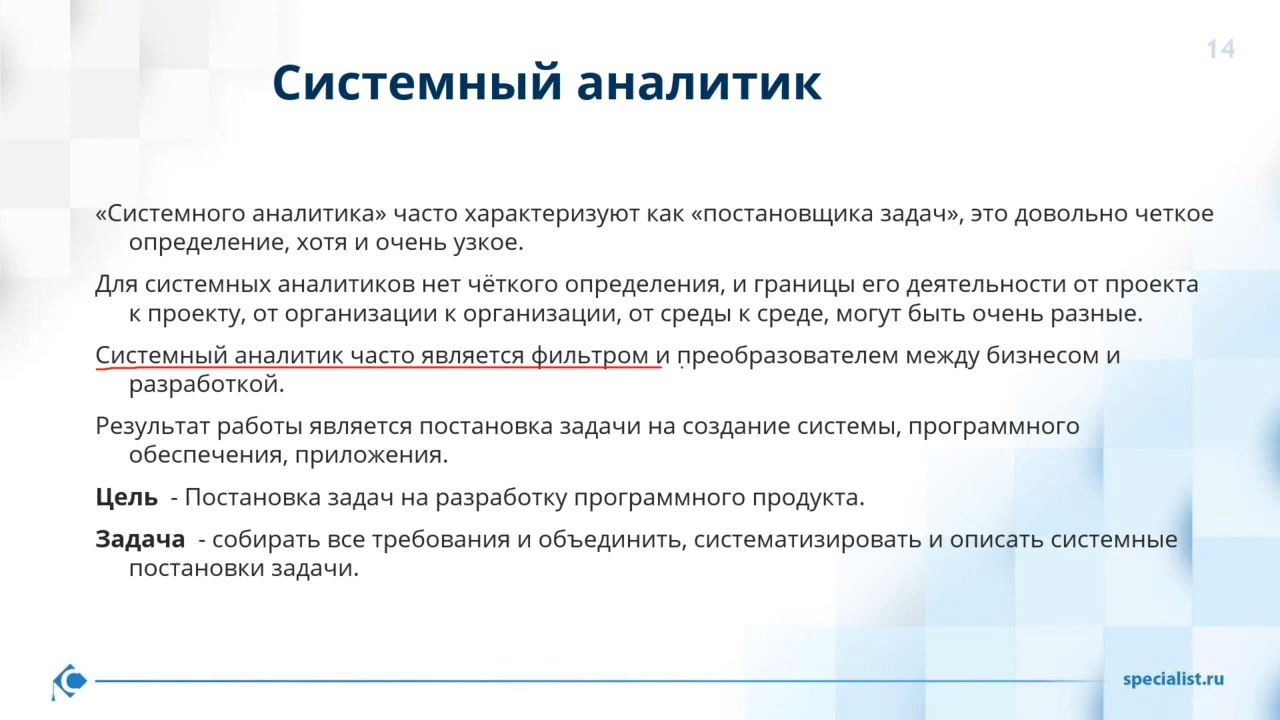 14
Системный аналитик
«Системного аналитика» часто характеризуют как «постановщика задач», это довольно четкое
определение, хотя и очень узкое.
Для системных аналитиков нет чёткого определения, и границы его деятельности от проекта
к проекту, от организации к организации, от среды к среде, могут быть очень разные.
Системный аналитик часто является фильтром и преобразователем между бизнесом и
разработкой.
Результат работы является постановка задачи на создание системы, программного
обеспечения, приложения.
Цель - Постановка задач на разработку программного продукта.
Задача - собирать все требования и объединить, систематизировать и описать системные
постановки задачи.
specialist.ru